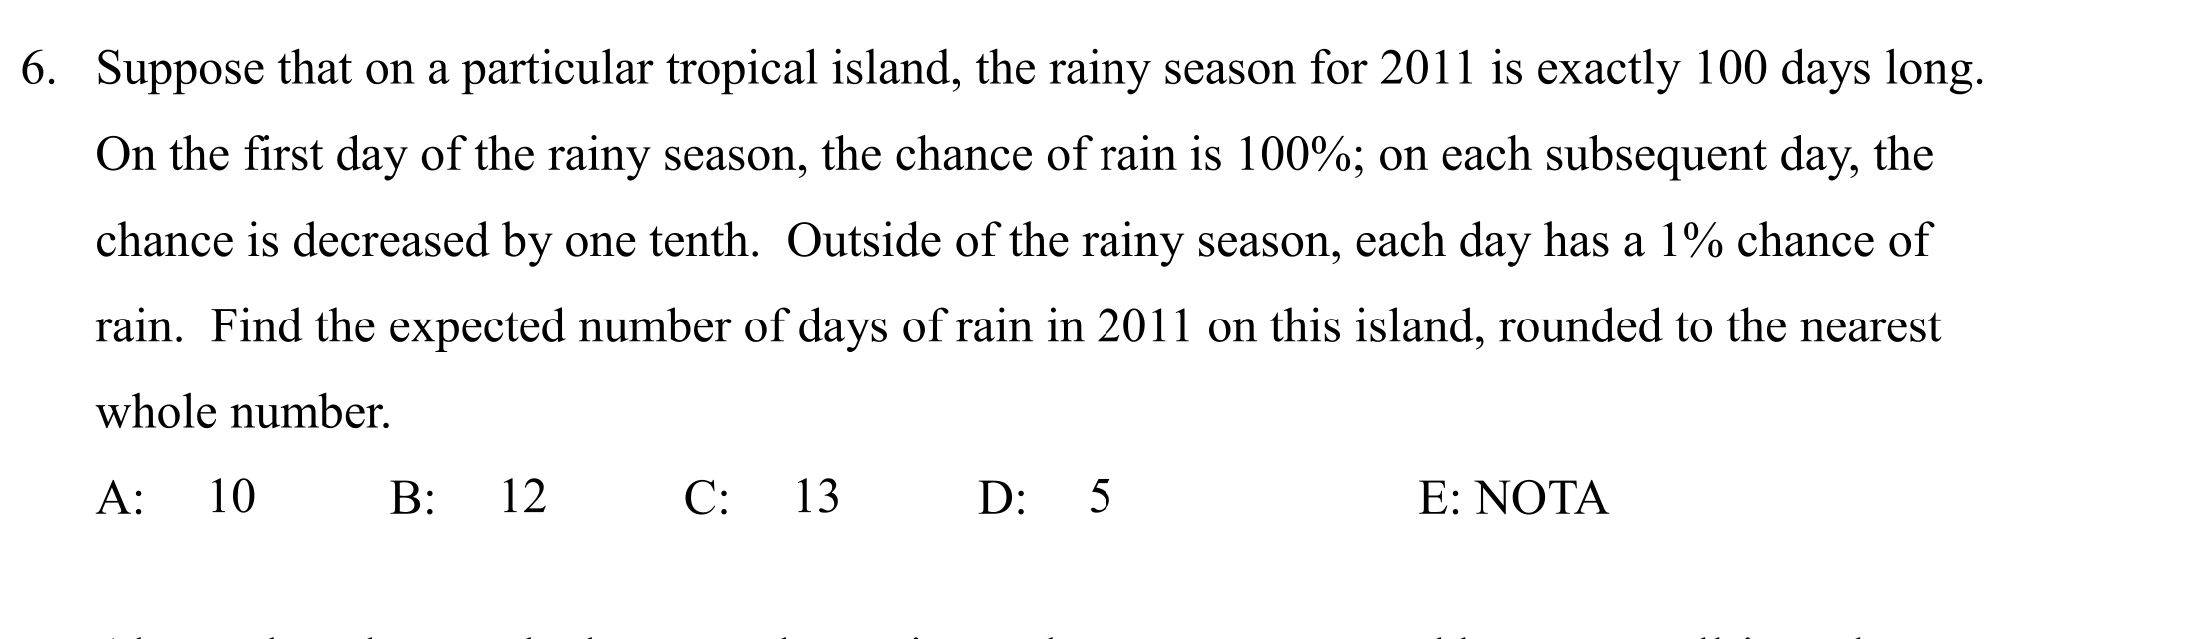 6. Suppose that on a particular tropical island, the rainy season for 2011 is exactly 100 days long.
On the first day of the rainy season, the chance of rain is 100%; on each subsequent day, the
chance is decreased by one tenth. Outside of the rainy season, each day has a 1% chance of
rain. Find the expected number of days of rain in 2011 on this island, rounded to the nearest
whole number.
A: 10 B: 12 C: 13 D: 5 E: NOTA